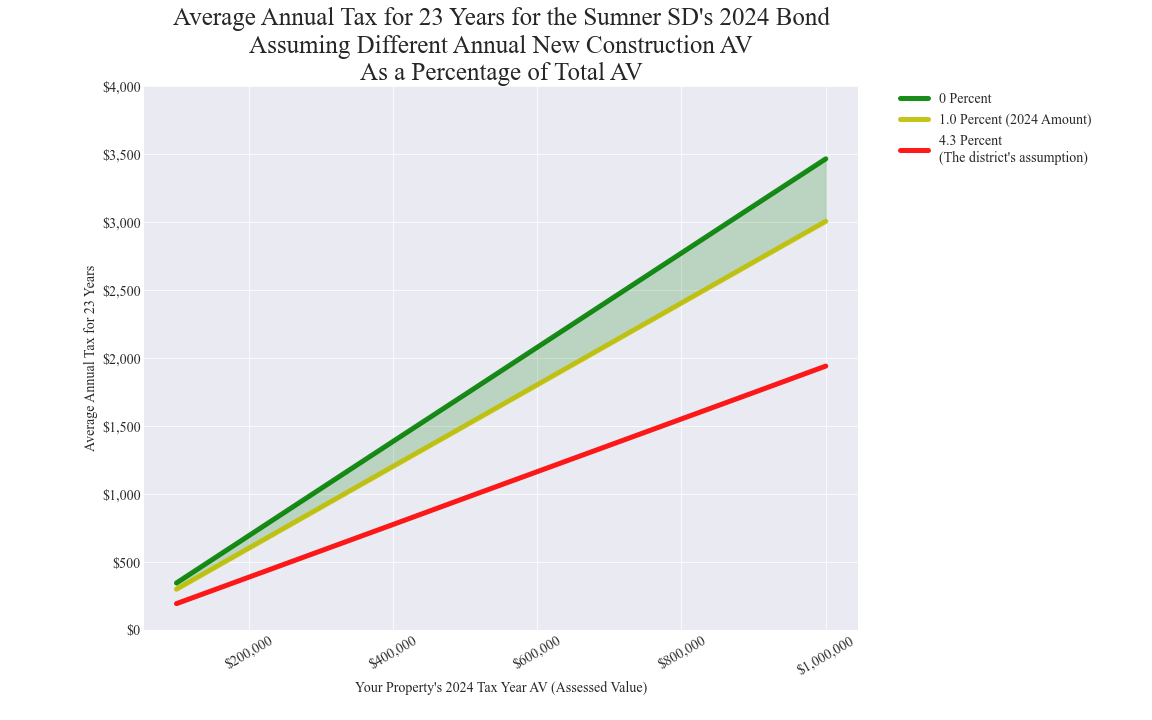 Average Annual Tax for 23 Years for the Sumner SD's 2024 Bond
Assuming Different Annual New Construction AV
As a Percentage of Total AV
0 Percent
1.0 Percent (2024 Amount)
4.3 Percent
(The district's assumption)
Average Annual Tax for 23 Years
$4,000
$3,500
$3,000
$2,500
$2,000
$1,500
$1,000
$500
$0
$200,000
$400,000
$600,000
$800,000
$1,000,000
Your Property's 2024 Tax Year AV (Assessed Value)